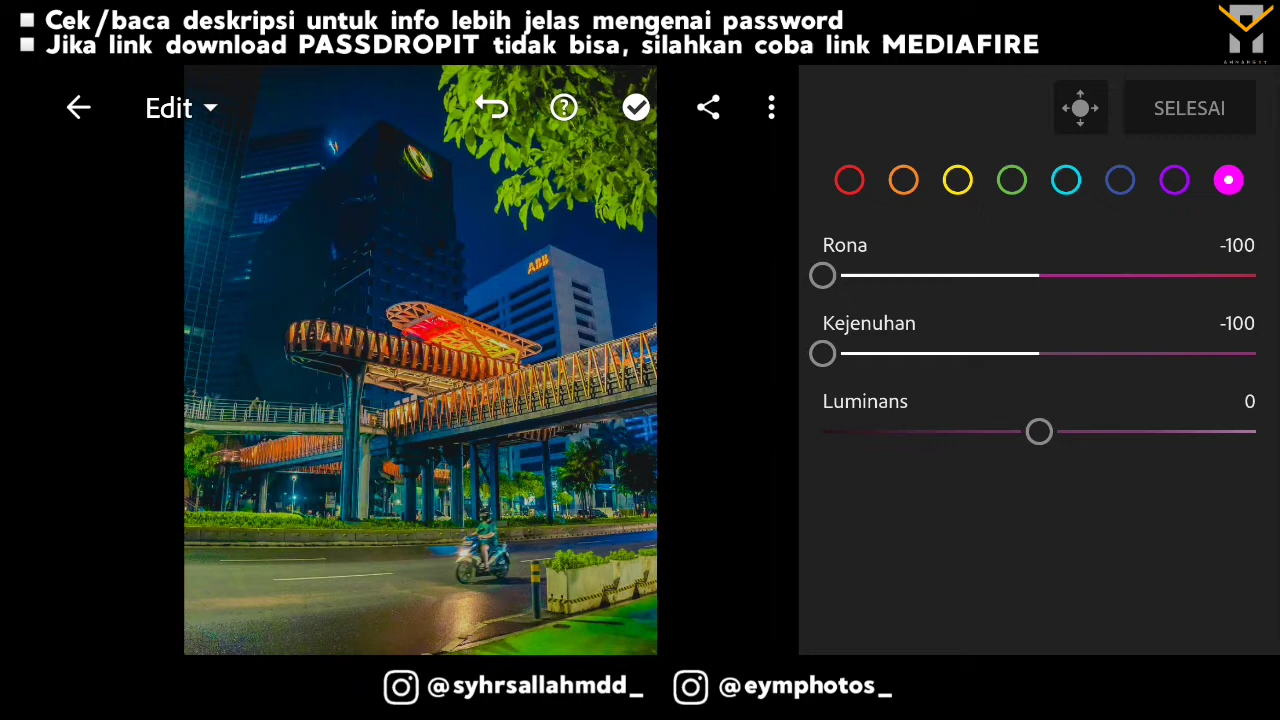 Cek/baca deskripsi untuk info lebih jelas mengenai password
Jika link download PASSDROPIT tidak bisa, silahkan coba link MEDIAFIRE
Edit
SELESAI
Rona -100
Kejenuhan -100
Luminans 0
ABB
@syhrsallahmdd_ @eymphotos_